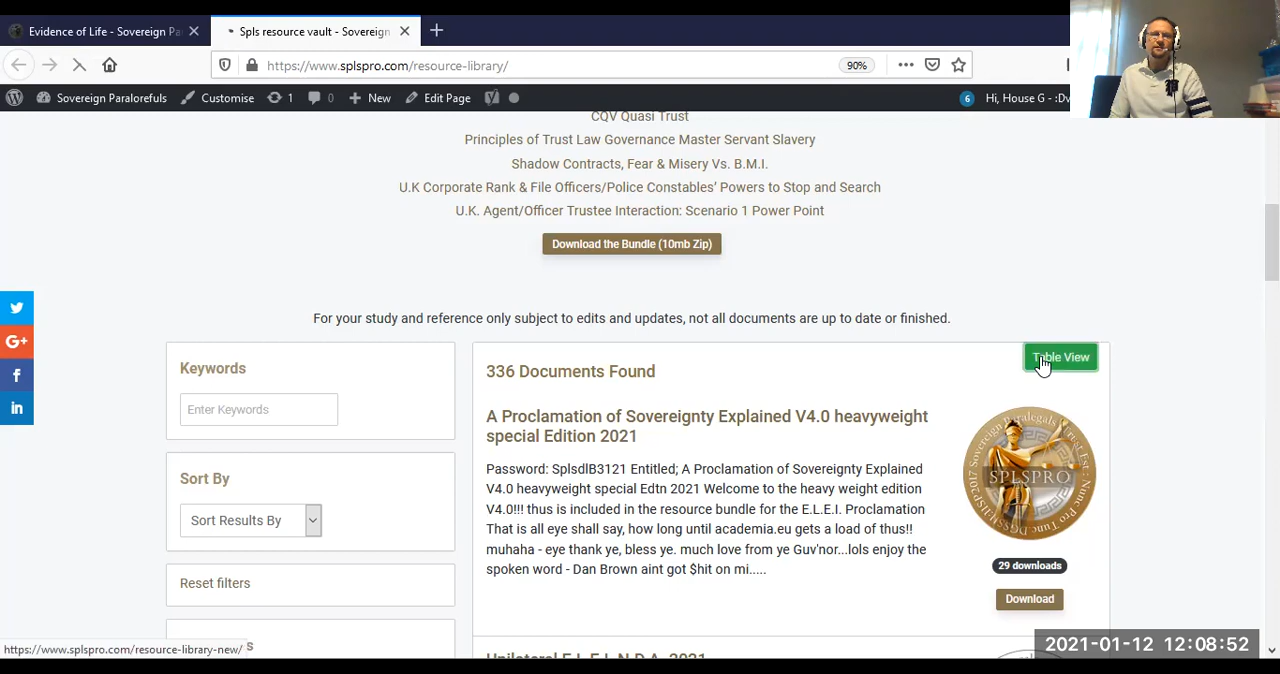 Evidence of Life - Sovereign Pa
Spls resource vault - Sovereign
https://www.splspro.com/resource-library/
90%
Sovereign Paralorefuls
Customise
1
0
New
Edit Page
6
Hi, House G - :Dv
CQV Quasi Trust
Principles of Trust Law Governance Master Servant Slavery
Shadow Contracts, Fear & Misery Vs. B.M.I.
U.K Corporate Rank & File Officers/Police Constables' Powers to Stop and Search
U.K. Agent/Officer Trustee Interaction: Scenario 1 Power Point
Download the Bundle (10mb Zip)
For your study and reference only subject to edits and updates, not all documents are up to date or finished.
Keywords
Enter Keywords
Sort By
Sort Results By
Reset filters
Table View
336 Documents Found
A Proclamation of Sovereignty Explained V4.0 heavyweight
special Edition 2021
Password: SplsdlB3121 Entitled; A Proclamation of Sovereignty Explained
V4.0 heavyweight special Edtn 2021 Welcome to the heavy weight edition
V4.0!!! thus is included in the resource bundle for the E.L.E.I. Proclamation
That is all eye shall say, how long until academia.eu gets a load of thus!!
muhaha - eye thank ye, bless ye. much love from ye Guv'nor...lols enjoy the
spoken word - Dan Brown aint got $hit on mi.....
SPLSPRO
29 downloads
Download
https://www.splspro.com/resource-library-new/
2021-01-12 12:08:52